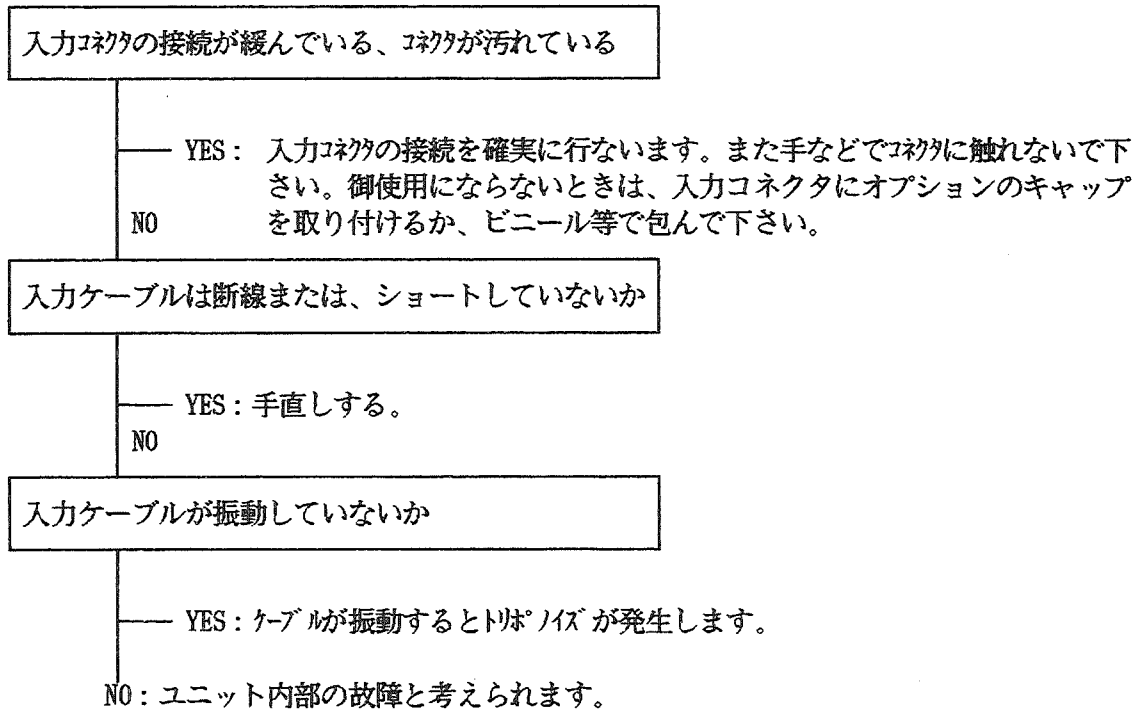 入力ｺﾈｸﾀの接続が緩んでいる、ｺﾈｸﾀが汚れている
YES： 入力ｺﾈｸﾀの接続を確実に行ないます。また手などでｺﾈｸﾀに触れないで下
さい。御使用にならないときは、入力コネクタにオプションのキャップ
NO
を取り付けるか、ビニール等で包んで下さい。
入力ケーブルは断線または、ショートしていないか
YES：手直しする。
NO
入力ケーブルが振動していないか
YES：ｹｰﾌﾞﾙが振動するとﾄﾘﾎﾞﾉｲｽﾞが発生します。
NO：ユニット内部の故障と考えられます。